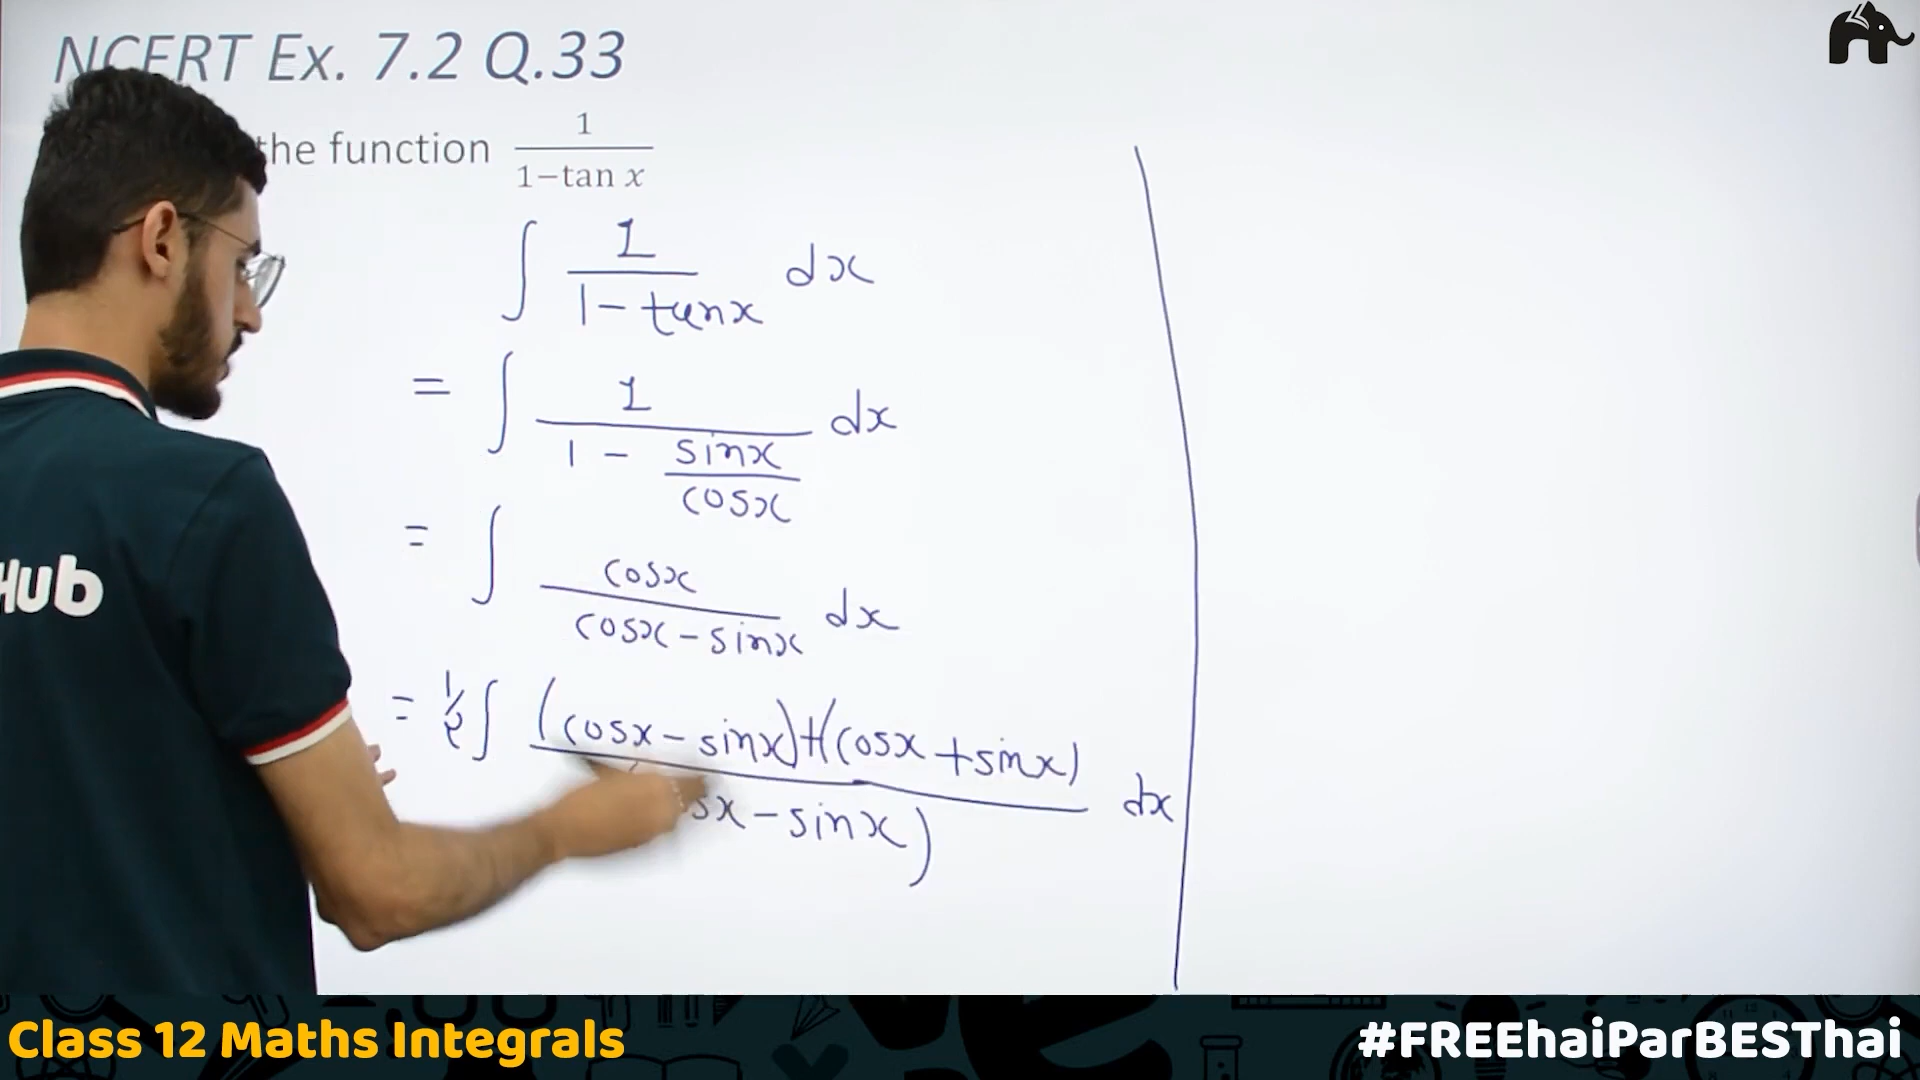 NCERT Ex. 7.2 Q.33
the function 1/(1−tan x)
∫ 1/(1 − tanx) dx
= ∫ 1/(1 − sinx/cosx) dx
= ∫ cosx/(cosx − sinx) dx
= 1/2 ∫ (cosx − sinx)+(cosx + sinx)
sx − sinx) dx
Hub
Class 12 Maths Integrals
#FREEhaiParBESThai